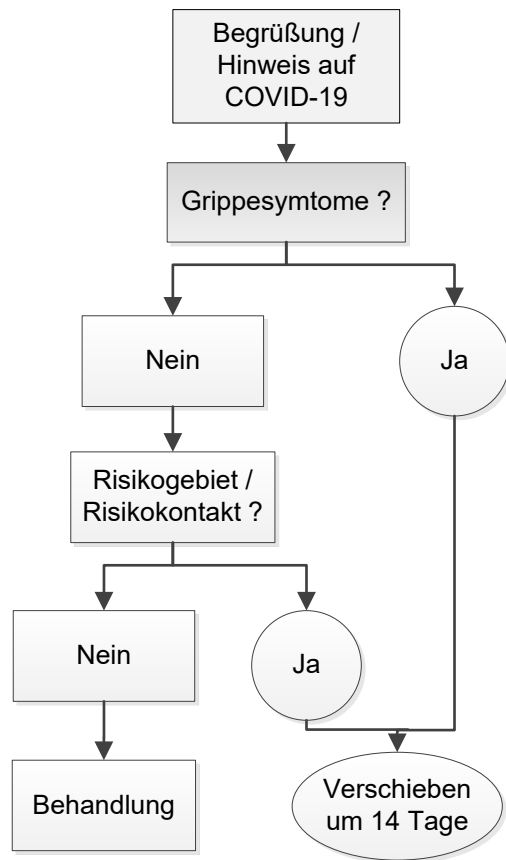 Begrüßung /
Hinweis auf
COVID-19
Grippesymtome ?
Nein
Ja
Risikogebiet /
Risikokontakt ?
Nein
Ja
Behandlung
Verschieben
um 14 Tage